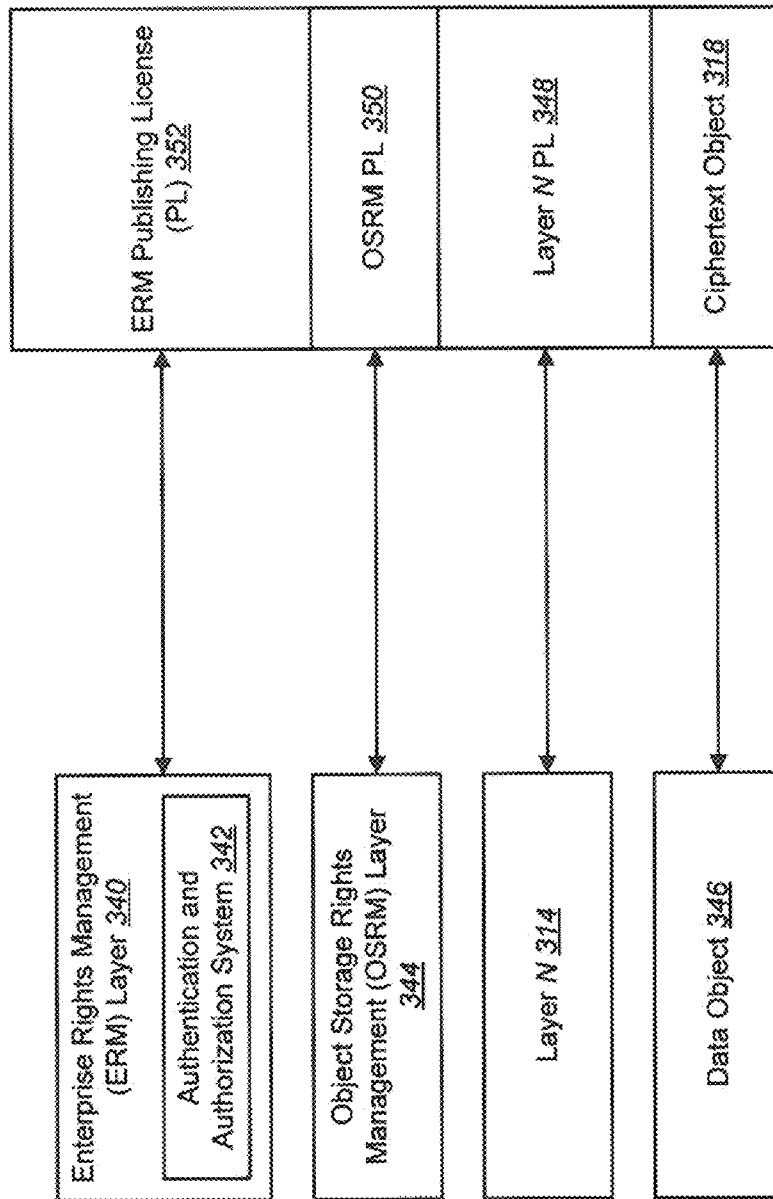 Enterprise Rights Management
(ERM) Layer 340
Authentication and
Authorization System 342
Object Storage Rights
Management (OSRM) Layer
344
Layer N 314
Data Object 346
ERM Publishing License
(PL) 352
OSRM PL 350
Layer N PL 348
Ciphertext Object 318